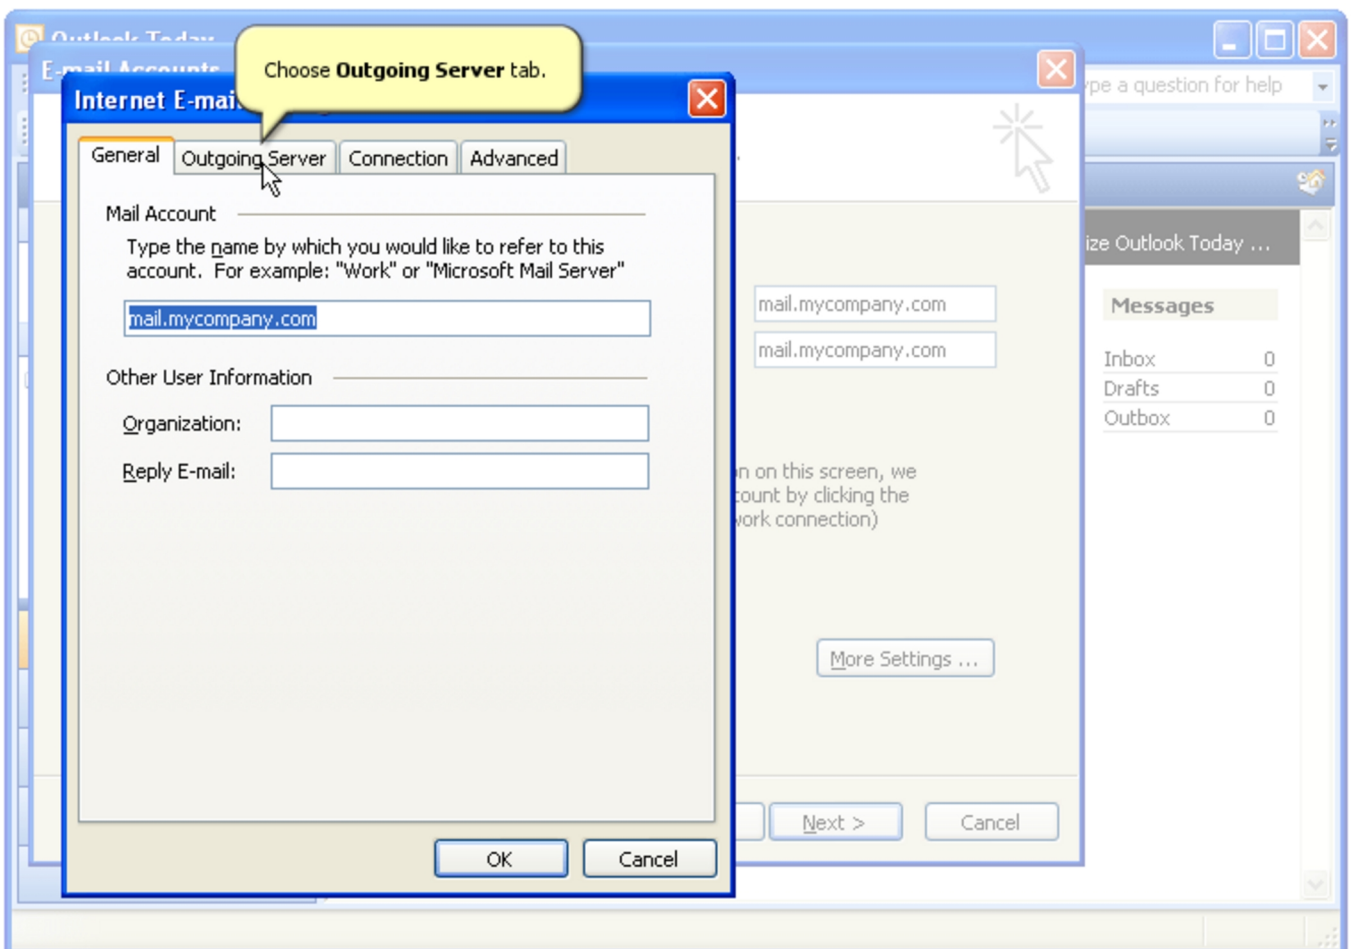 Outlook Today
E-mail Accounts
Choose Outgoing Server tab.
Type a question for help
Internet E-mai
General
Outgoing Server
Connection
Advanced
Mail Account
Type the name by which you would like to refer to this
account. For example: "Work" or "Microsoft Mail Server"
mail.mycompany.com
Other User Information
Organization:
Reply E-mail:
OK
Cancel
mail.mycompany.com
mail.mycompany.com
on this screen, we
by clicking the
connection)
More Settings ...
Next >
Cancel
Outlook Today ...
Messages
Inbox 0
Drafts 0
Outbox 0